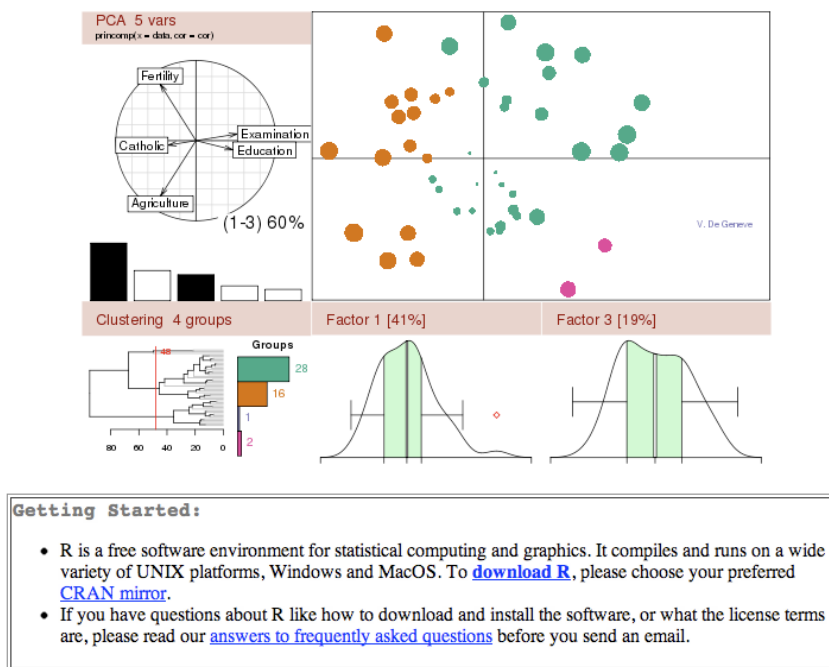 PCA 5 vars
princomp(x = data, cor = cor)
Fertility
Examination
Catholic
Education
Agriculture
(1-3) 60%
V. De Geneve
Clustering 4 groups
Factor 1 [41%]
Factor 3 [19%]
Groups
48
28
16
1
2
80 60 40 20 0
Getting Started:
• R is a free software environment for statistical computing and graphics. It compiles and runs on a wide
variety of UNIX platforms, Windows and MacOS. To download R, please choose your preferred
CRAN mirror.
• If you have questions about R like how to download and install the software, or what the license terms
are, please read our answers to frequently asked questions before you send an email.